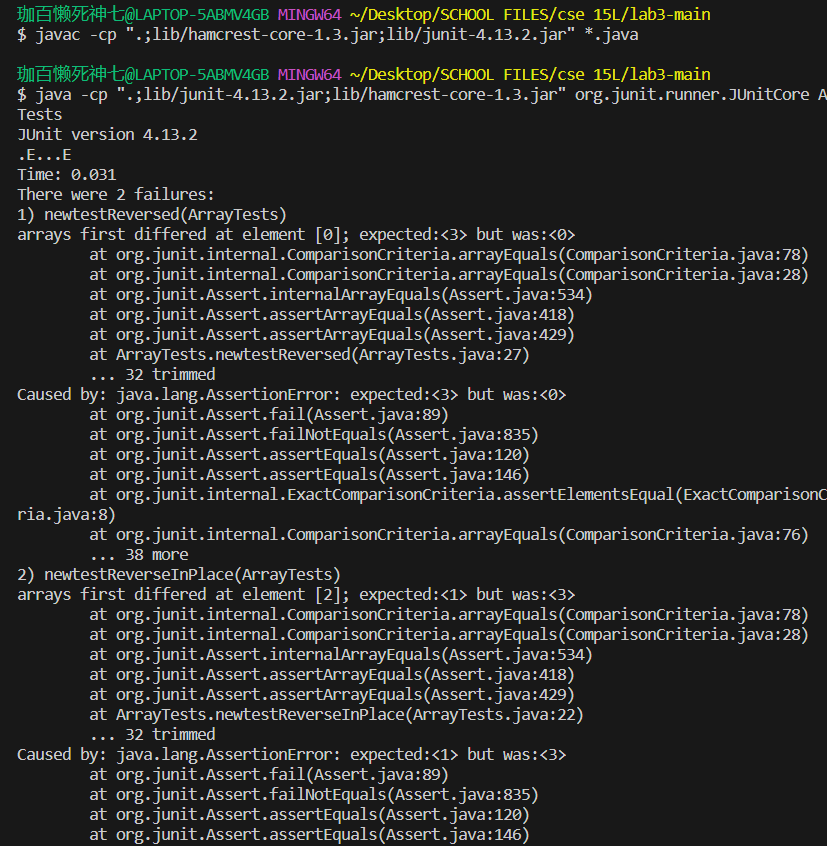 珈百懒死神七@LAPTOP-5ABMV4GB MINGW64 ~/Desktop/SCHOOL FILES/cse 15L/lab3-main
$ javac -cp ".;lib/hamcrest-core-1.3.jar;lib/junit-4.13.2.jar" *.java
珈百懒死神七@LAPTOP-5ABMV4GB MINGW64 ~/Desktop/SCHOOL FILES/cse 15L/lab3-main
$ java -cp ".;lib/junit-4.13.2.jar;lib/hamcrest-core-1.3.jar" org.junit.runner.JUnitCore A
Tests
JUnit version 4.13.2
.E...E
Time: 0.031
There were 2 failures:
1) newtestReversed(ArrayTests)
arrays first differed at element [0]; expected:<3> but was:<0>
at org.junit.internal.ComparisonCriteria.arrayEquals(ComparisonCriteria.java:78)
at org.junit.internal.ComparisonCriteria.arrayEquals(ComparisonCriteria.java:28)
at org.junit.Assert.internalArrayEquals(Assert.java:534)
at org.junit.Assert.assertArrayEquals(Assert.java:418)
at org.junit.Assert.assertArrayEquals(Assert.java:429)
at ArrayTests.newtestReversed(ArrayTests.java:27)
... 32 trimmed
Caused by: java.lang.AssertionError: expected:<3> but was:<0>
at org.junit.Assert.fail(Assert.java:89)
at org.junit.Assert.failNotEquals(Assert.java:835)
at org.junit.Assert.assertEquals(Assert.java:120)
at org.junit.Assert.assertEquals(Assert.java:146)
at org.junit.internal.ExactComparisonCriteria.assertElementsEqual(ExactComparisonC
ria.java:8)
at org.junit.internal.ComparisonCriteria.arrayEquals(ComparisonCriteria.java:76)
... 38 more
2) newtestReverseInPlace(ArrayTests)
arrays first differed at element [2]; expected:<1> but was:<3>
at org.junit.internal.ComparisonCriteria.arrayEquals(ComparisonCriteria.java:78)
at org.junit.internal.ComparisonCriteria.arrayEquals(ComparisonCriteria.java:28)
at org.junit.Assert.internalArrayEquals(Assert.java:534)
at org.junit.Assert.assertArrayEquals(Assert.java:418)
at org.junit.Assert.assertArrayEquals(Assert.java:429)
at ArrayTests.newtestReverseInPlace(ArrayTests.java:22)
... 32 trimmed
Caused by: java.lang.AssertionError: expected:<1> but was:<3>
at org.junit.Assert.fail(Assert.java:89)
at org.junit.Assert.failNotEquals(Assert.java:835)
at org.junit.Assert.assertEquals(Assert.java:120)
at org.junit.Assert.assertEquals(Assert.java:146)